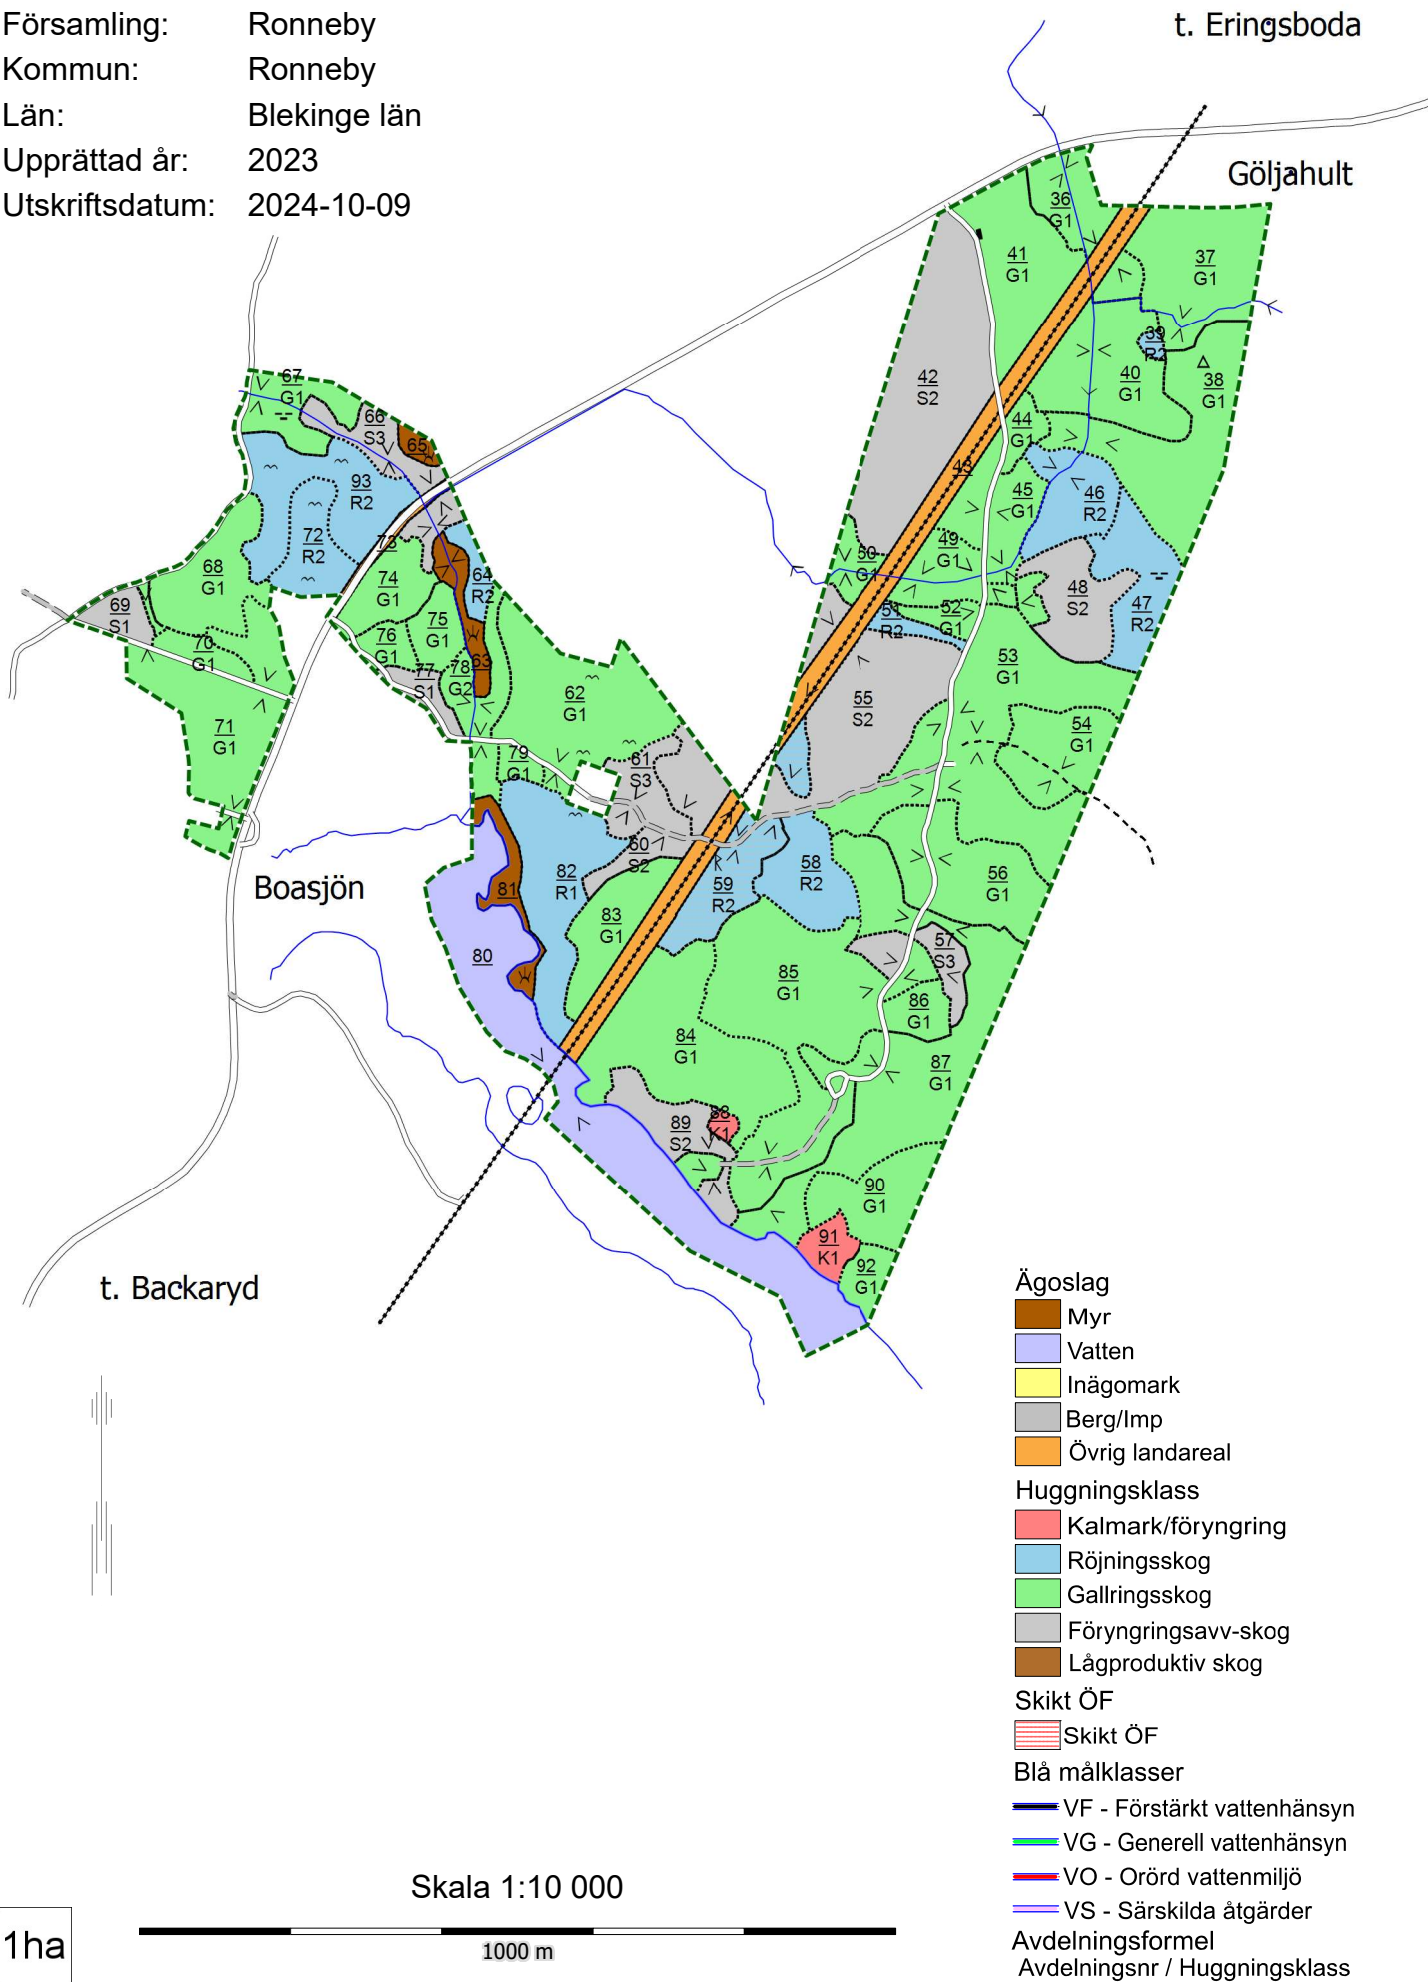 Församling: Ronneby
Kommun: Ronneby
Län: Blekinge län
Upprättad år: 2023
Utskriftsdatum: 2024-10-09
t. Eringsboda
Göljahult
36
G1
41
G1
37
G1
39
R2
40
G1
38
G1
42
S2
44
G1
43
45
G1
46
R2
67
G1
66
S3
65
93
R2
72
R2
73
68
G1
74
G1
64
R2
69
S1
75
G1
76
G1
70
G1
77
S1
78
G2
63
71
G1
62
G1
79
G1
50
G1
49
G1
48
S2
47
R2
51
R2
52
G1
53
G1
55
S2
54
G1
61
S3
60
S2
82
R1
81
59
R2
58
R2
56
G1
Boasjön
83
G1
80
57
S3
85
G1
86
G1
84
G1
87
G1
88
K1
89
S2
90
G1
91
K1
92
G1
t. Backaryd
Ägoslag
Myr
Vatten
Inägomark
Berg/Imp
Övrig landareal
Huggningsklass
Kalmark/föryngring
Röjningsskog
Gallringsskog
Föryngringsavv-skog
Lågproduktiv skog
Skikt ÖF
Skikt ÖF
Blå målklasser
VF - Förstärkt vattenhänsyn
VG - Generell vattenhänsyn
VO - Orörd vattenmiljö
VS - Särskilda åtgärder
Avdelningsformel
Avdelningsnr / Huggningsklass
Skala 1:10 000
1ha
1000 m